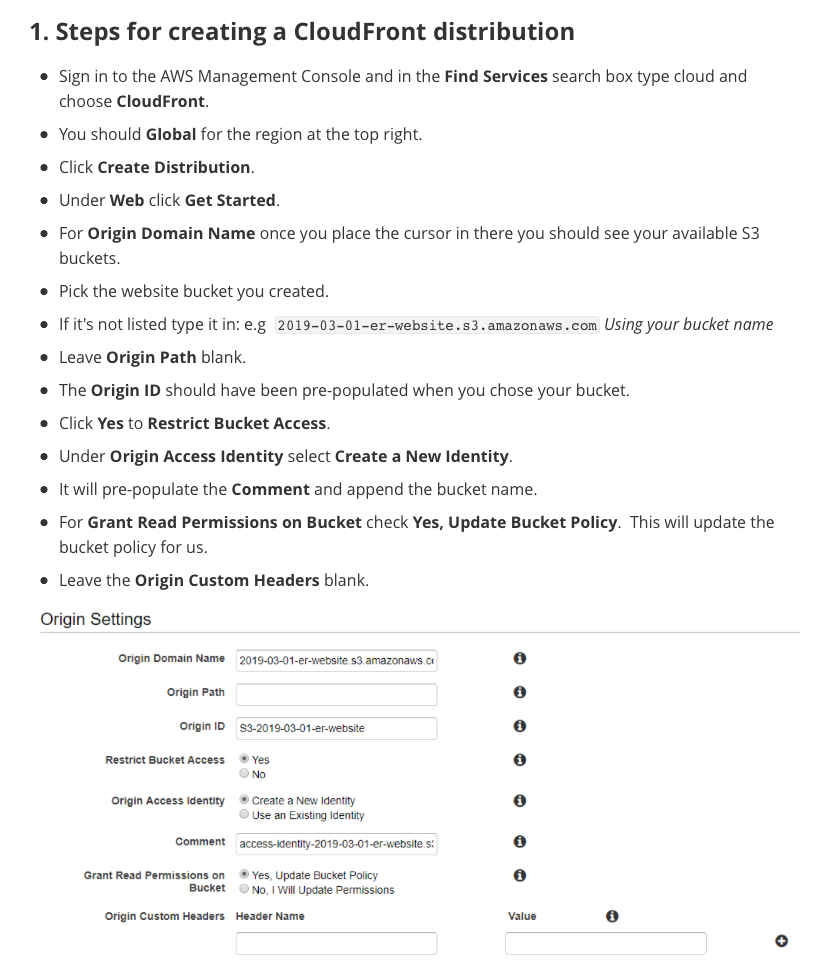 1. Steps for creating a CloudFront distribution
Sign in to the AWS Management Console and in the Find Services search box type cloud and
choose CloudFront.
You should Global for the region at the top right.
Click Create Distribution.
Under Web click Get Started.
For Origin Domain Name once you place the cursor in there you should see your available S3
buckets.
Pick the website bucket you created.
If it's not listed type it in: e.g 2019-03-01-er-website.s3.amazonaws.com Using your bucket name
Leave Origin Path blank.
The Origin ID should have been pre-populated when you chose your bucket.
Click Yes to Restrict Bucket Access.
Under Origin Access Identity select Create a New Identity.
It will pre-populate the Comment and append the bucket name.
For Grant Read Permissions on Bucket check Yes, Update Bucket Policy. This will update the
bucket policy for us.
Leave the Origin Custom Headers blank.
Origin Settings
Origin Domain Name 2019-03-01-er-website.s3.amazonaws.c
Origin Path
Origin ID S3-2019-03-01-er-website
Restrict Bucket Access Yes
No
Origin Access Identity Create a New Identity
Use an Existing Identity
Comment access-identity-2019-03-01-er-website.s
Grant Read Permissions on Yes, Update Bucket Policy
Bucket No, I Will Update Permissions
Origin Custom Headers Header Name Value